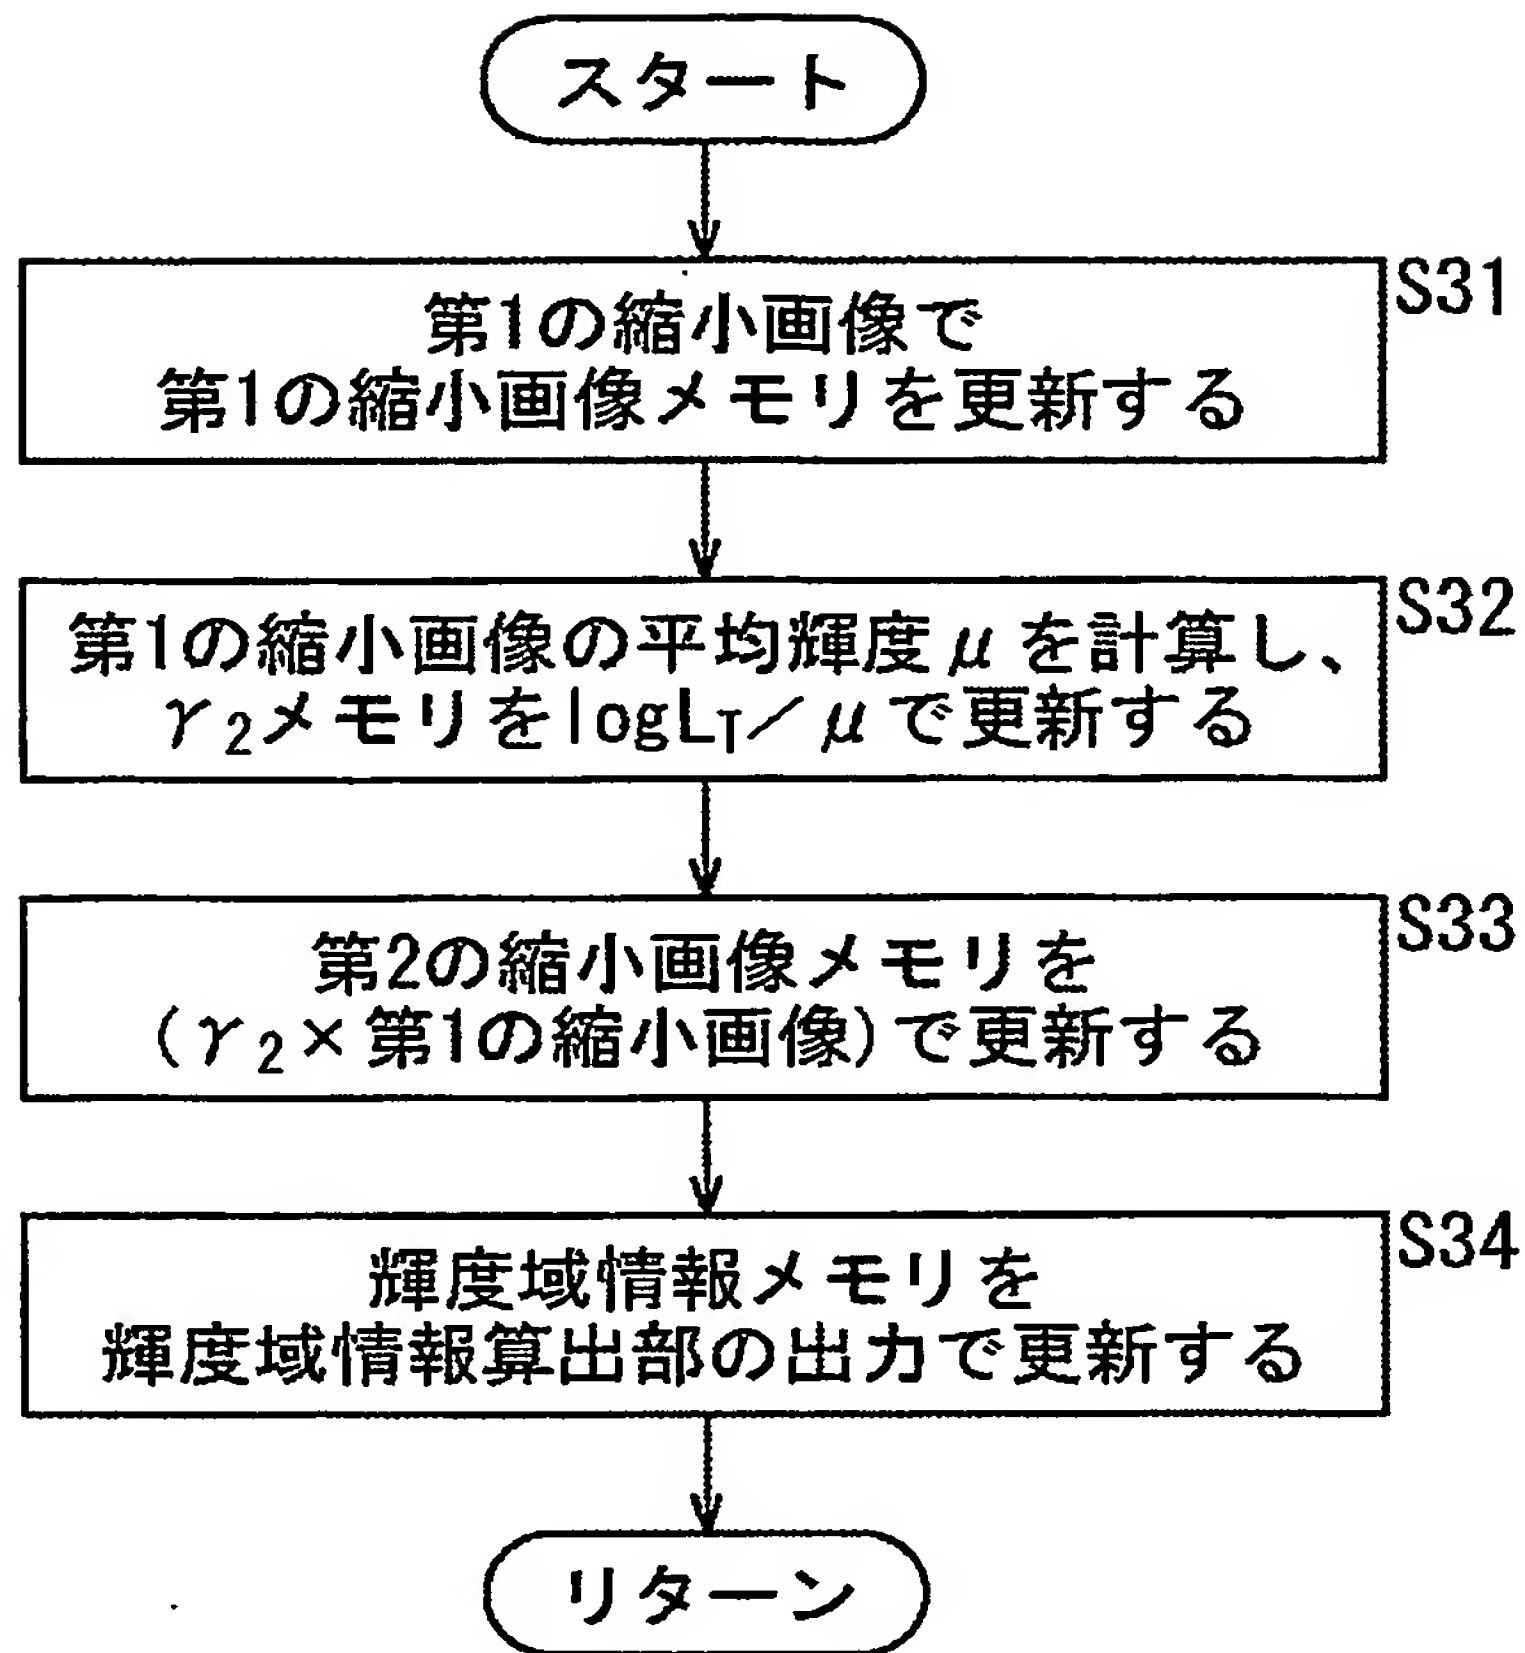 スタート
S31
第1の縮小画像で
第1の縮小画像メモリを更新する
S32
第1の縮小画像の平均輝度μを計算し、
γ2メモリをlogLT／μで更新する
S33
第2の縮小画像メモリを
(γ2×第1の縮小画像)で更新する
S34
輝度域情報メモリを
輝度域情報算出部の出力で更新する
リターン